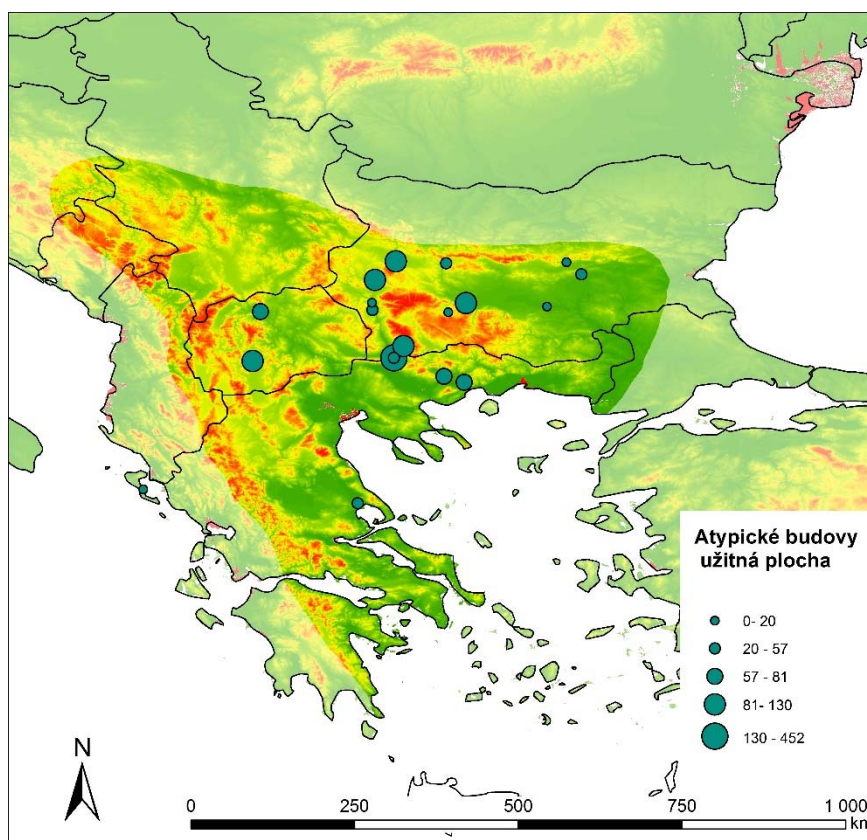 Atypické budovy
užitná plocha
0- 20
20 - 57
57 - 81
81- 130
130 - 452
N
0 250 500 750 1 000
km